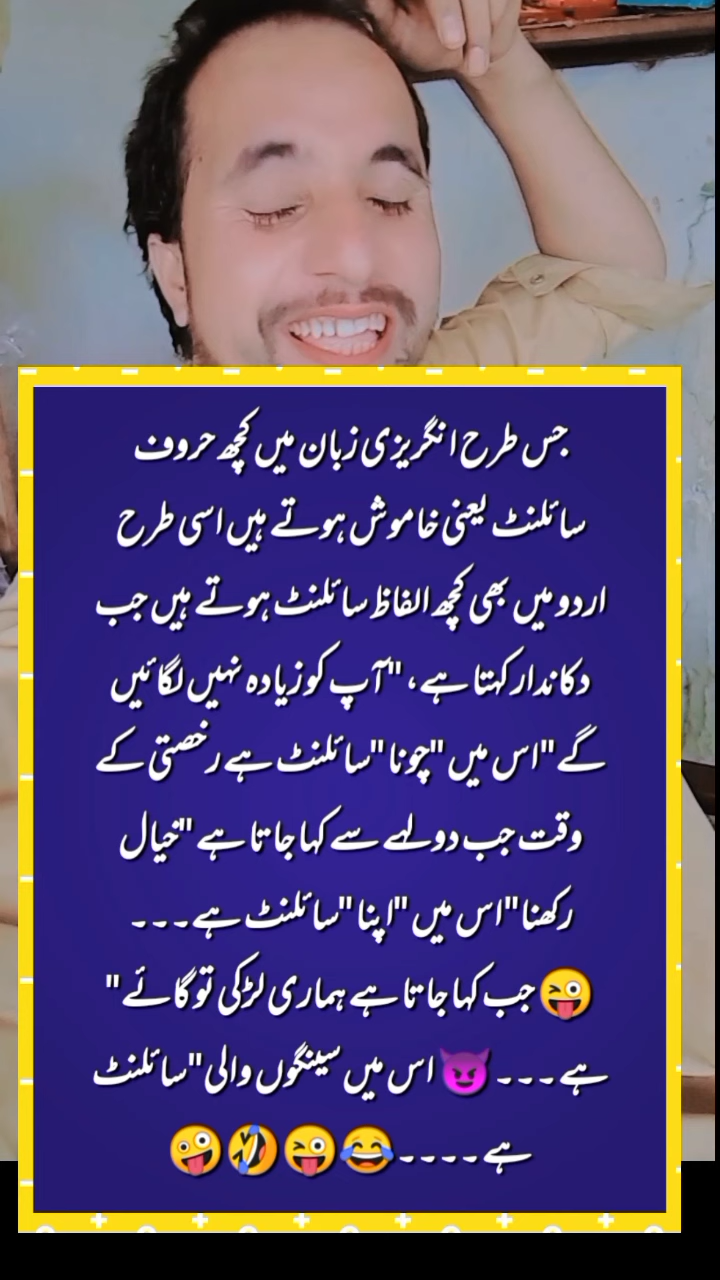 جس طرح انگریزی زبان میں کچھ حروف
سائلنٹ یعنی خاموش ہوتے ہیں اسی طرح
اردو میں بھی کچھ الفاظ سائلنٹ ہوتے ہیں جب
دکاندار کہتا ہے، "آپ کو زیادہ نہیں لگائیں
گے" اس میں "چونا" سائلنٹ ہے رخصتی کے
وقت جب دولہے سے کہا جاتا ہے "خیال
رکھنا" اس میں "اپنا" سائلنٹ ہے۔۔۔
😜جب کہا جاتا ہے ہماری لڑکی تو گائے"
ہے۔۔۔😈اس میں سینگوں والی" سائلنٹ
ہے۔۔۔۔😂😜🤣🤪